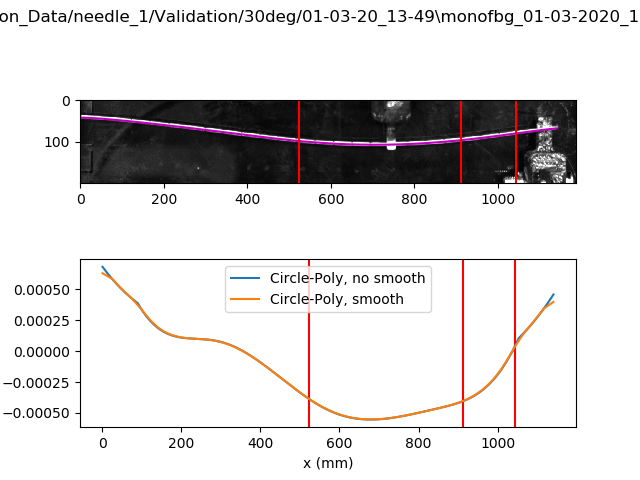 on_Data/needle_1/Validation/30deg/01-03-20_13-49\monofbg_01-03-2020_1
0
100
0 200 400 600 800 1000
Circle-Poly, no smooth
Circle-Poly, smooth
0.00050
0.00025
0.00000
−0.00025
−0.00050
0 200 400 600 800 1000
x (mm)